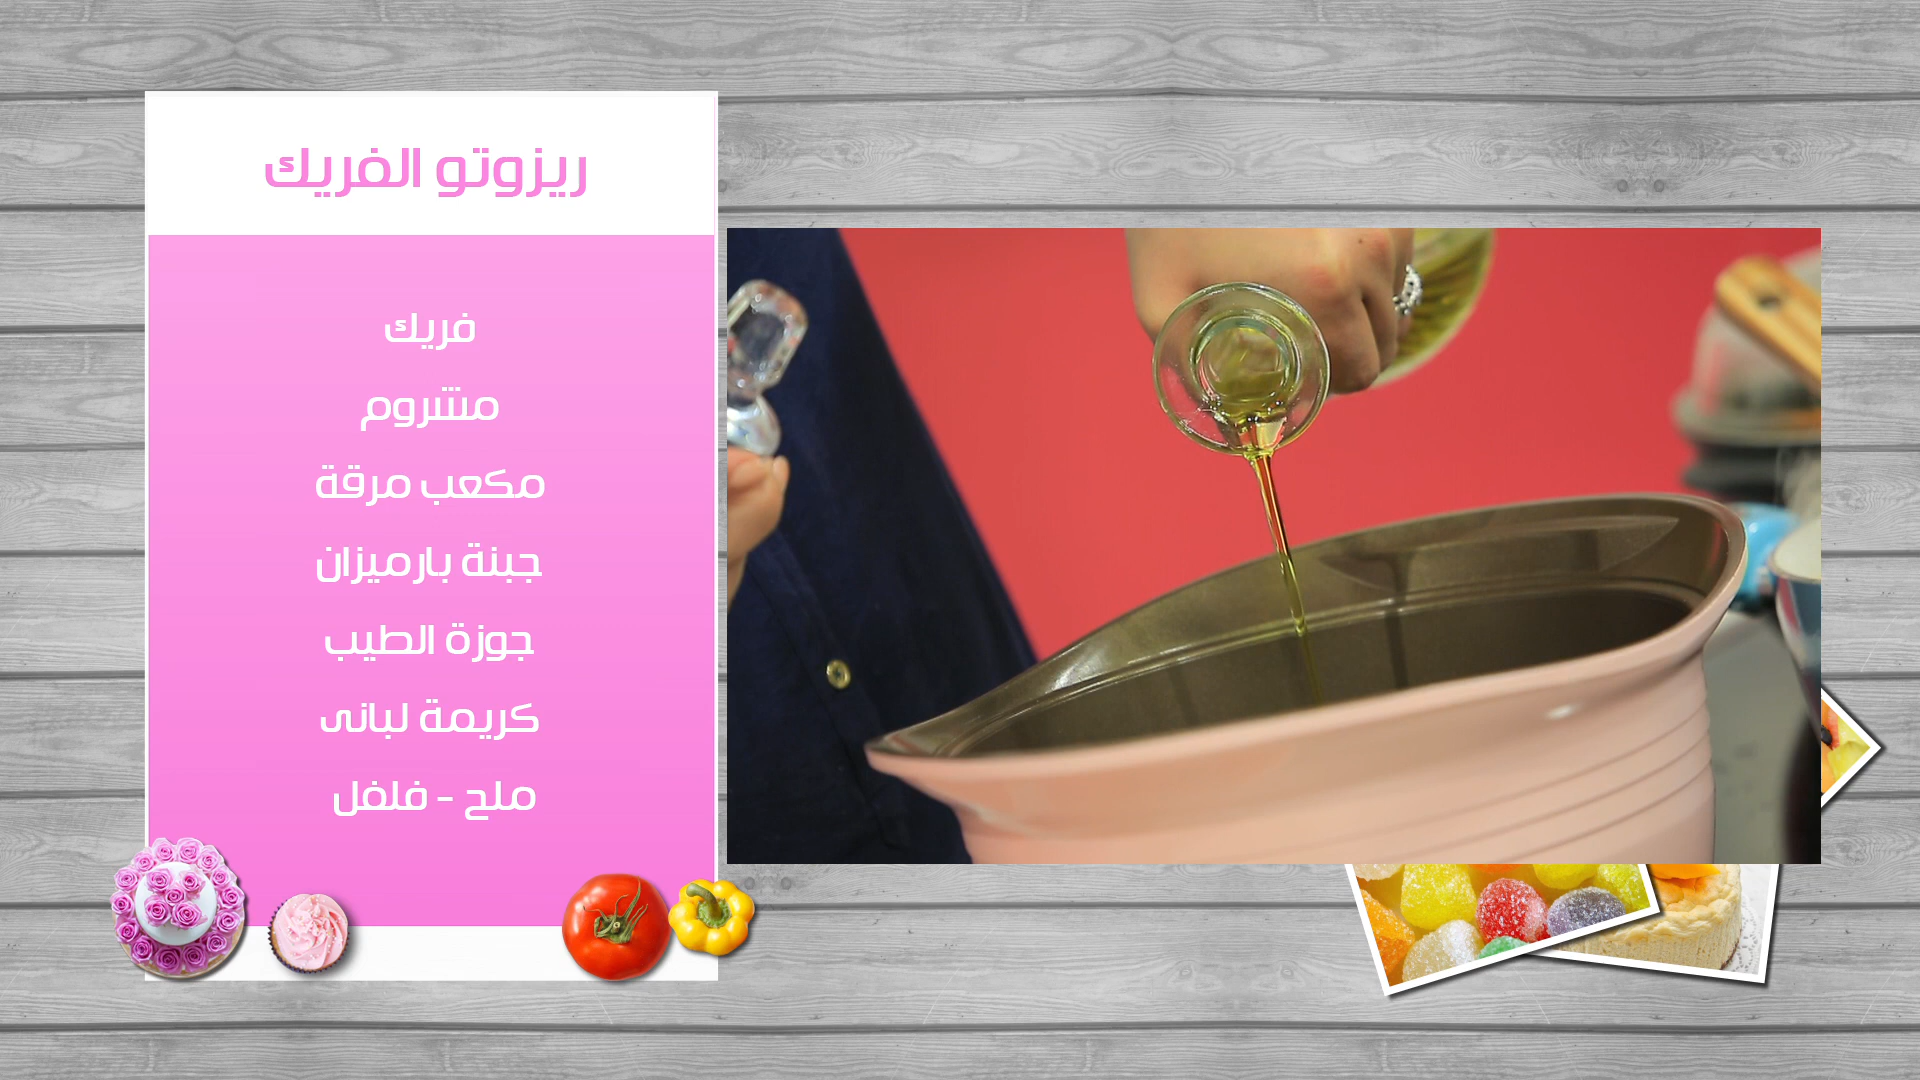 ريزوتو الفريك
فريك
مشروم
مكعب مرقة
جبنة بارميزان
جوزة الطيب
كريمة لبانى
ملح - فلفل